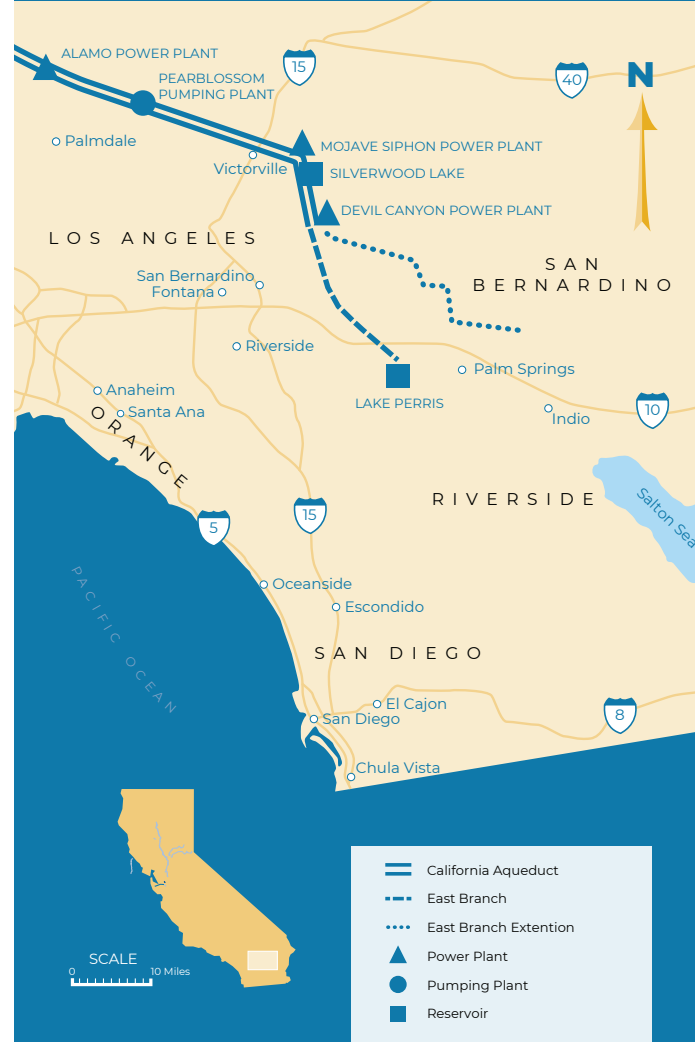 ALAMO POWER PLANT
15
40
N
PEARBLOSSOM
PUMPING PLANT
Palmdale
MOJAVE SIPHON POWER PLANT
Victorville
SILVERWOOD LAKE
DEVIL CANYON POWER PLANT
LOS ANGELES
SAN
BERNARDINO
San Bernardino
Fontana
Riverside
Palm Springs
Anaheim
LAKE PERRIS
Santa Ana
Indio
10
ORANGE
RIVERSIDE
Salton Sea
5
15
PACIFIC OCEAN
Oceanside
Escondido
SAN DIEGO
El Cajon
San Diego
8
Chula Vista
SCALE
0 10 Miles
California Aqueduct
East Branch
East Branch Extention
Power Plant
Pumping Plant
Reservoir